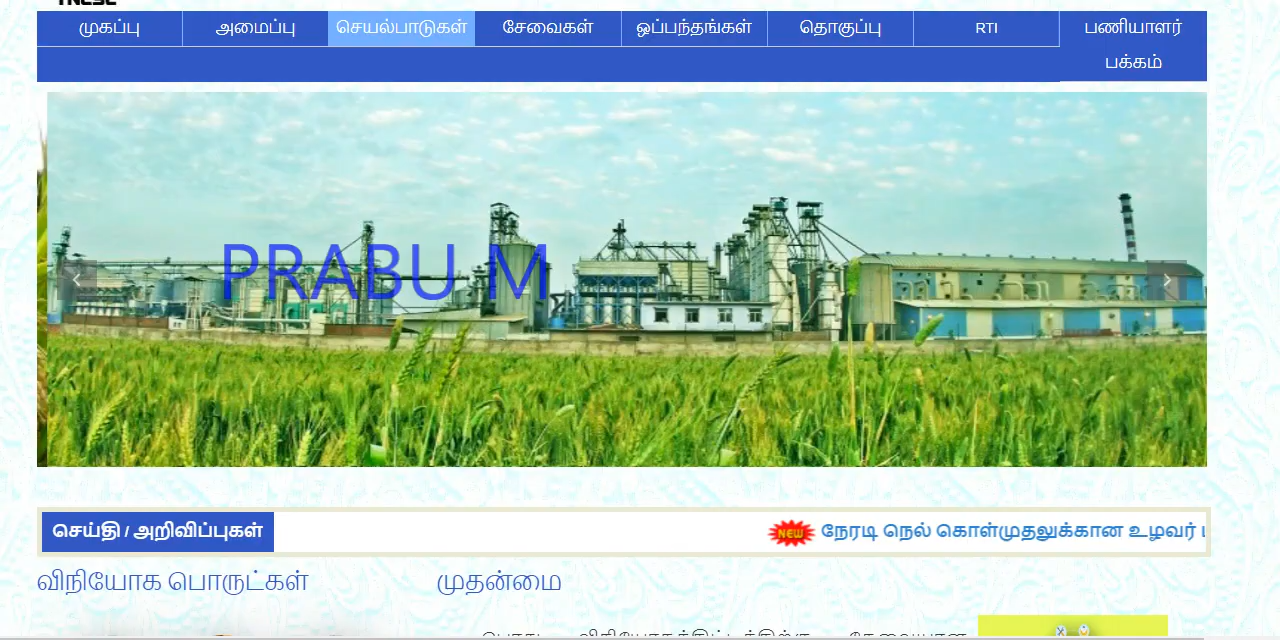 TNCSC
முகப்பு அமைப்பு செயல்பாடுகள் சேவைகள் ஒப்பந்தங்கள் தொகுப்பு RTI பணியாளர் பக்கம்
PRABU M
செய்தி / அறிவிப்புகள் NEW நேரடி நெல் கொள்முதலுக்கான உழவர்
விநியோக பொருட்கள் முதன்மை